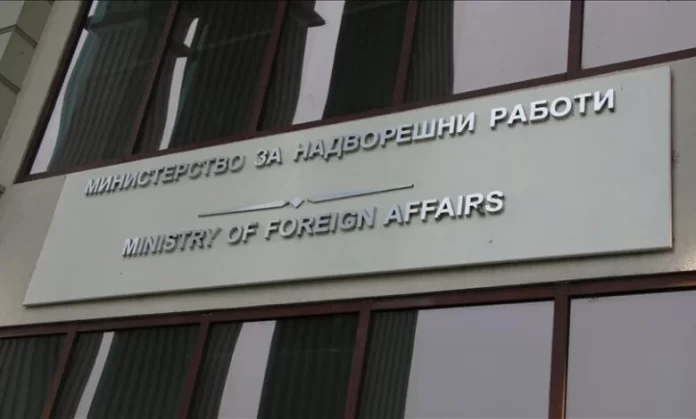 МИНИСТЕРСТВО ЗА НАДВОРЕШНИ РАБОТИ
MINISTRY OF FOREIGN AFFAIRS